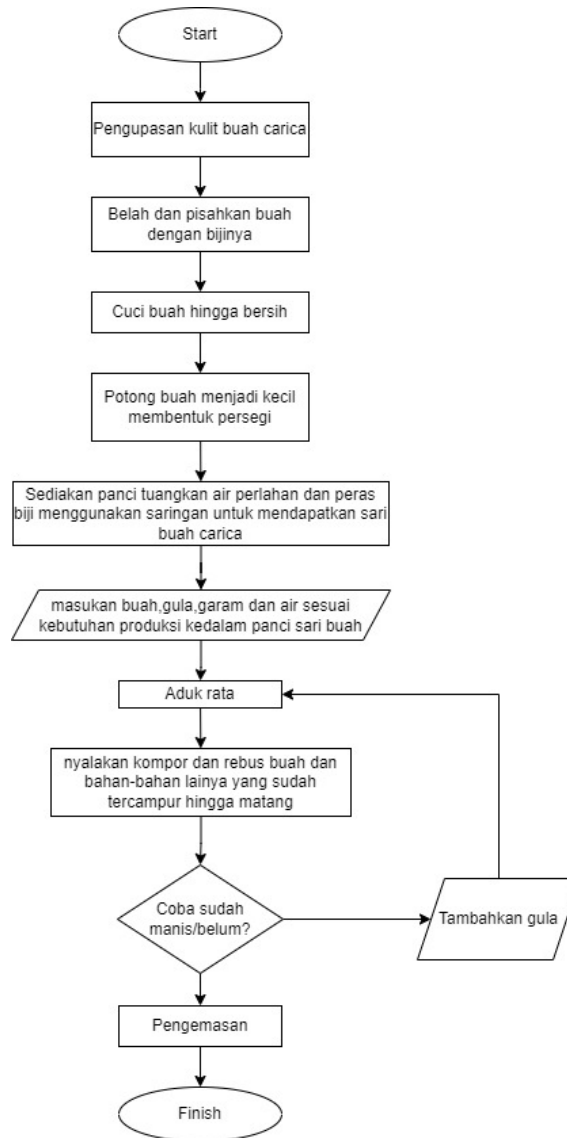 Start
Pengupasan kulit buah carica
Belah dan pisahkan buah
dengan bijinya
Cuci buah hingga bersih
Potong buah menjadi kecil
membentuk persegi
Sediakan panci tuangkan air perlahan dan peras
biji menggunakan saringan untuk mendapatkan sari
buah carica
masukan buah,gula,garam dan air sesuai
kebutuhan produksi kedalam panci sari buah
Aduk rata
nyalakan kompor dan rebus buah dan
bahan-bahan lainya yang sudah
tercampur hingga matang
Coba sudah
manis/belum?
Tambahkan gula
Pengemasan
Finish